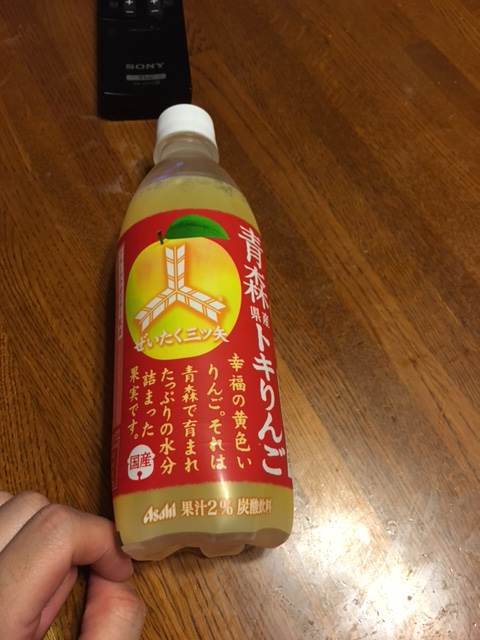 SONY
青森県産トキりんご
ぜいたく三ツ矢
幸福の黄色い
りんご。それは
青森で育まれ
たっぷりの水分
詰まった
果実です。
国産
Asahi 果汁2% 炭酸飲料